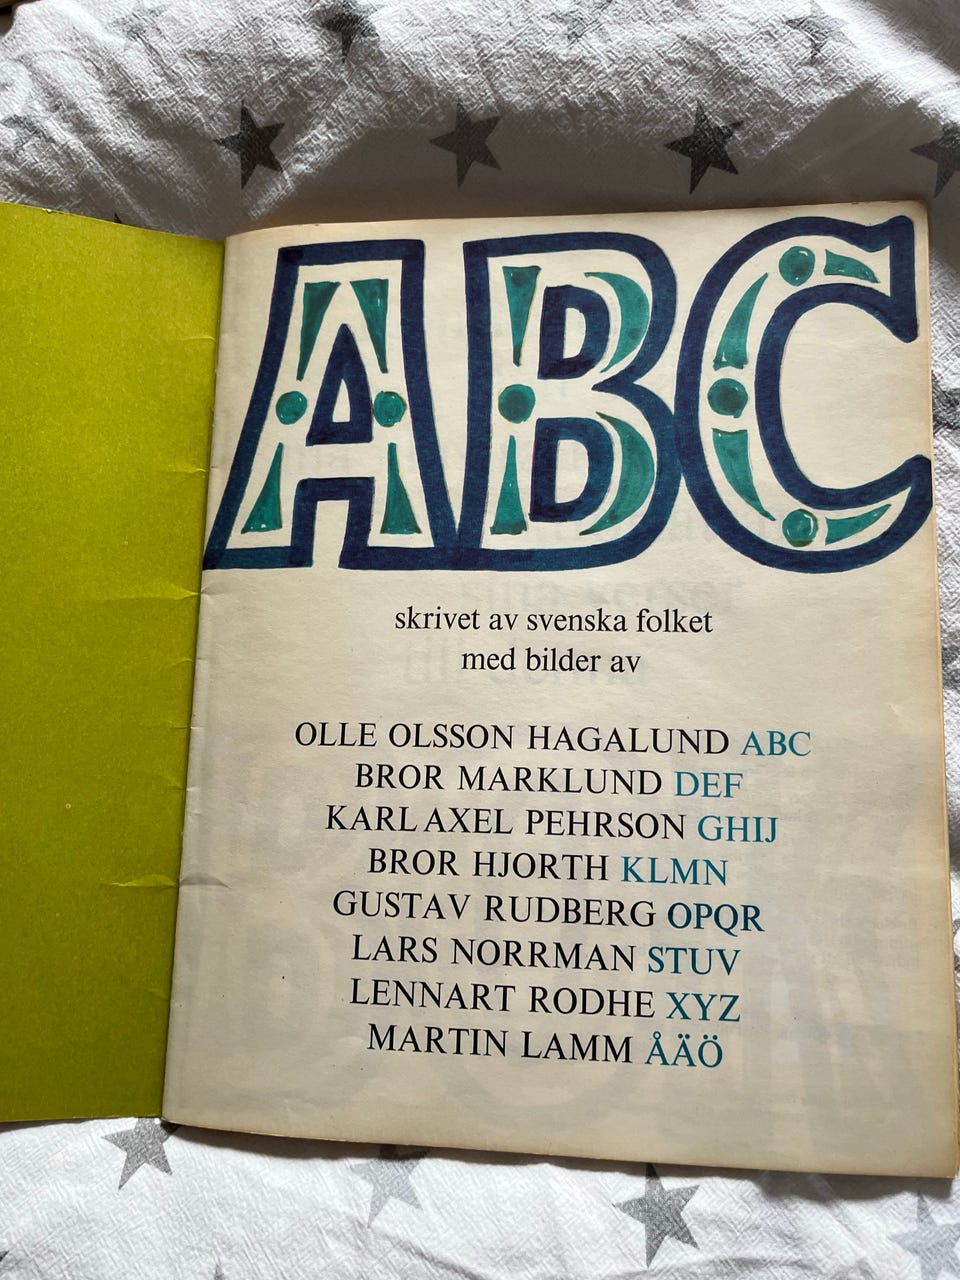 ABC
skrivet av svenska folket
med bilder av
OLLE OLSSON HAGALUND ABC
BROR MARKLUND DEF
KARL AXEL PEHRSON GHIJ
BROR HJORTH KLMN
GUSTAV RUDBERG OPQR
LARS NORRMAN STUV
LENNART RODHE XYZ
MARTIN LAMM ÅÄÖ